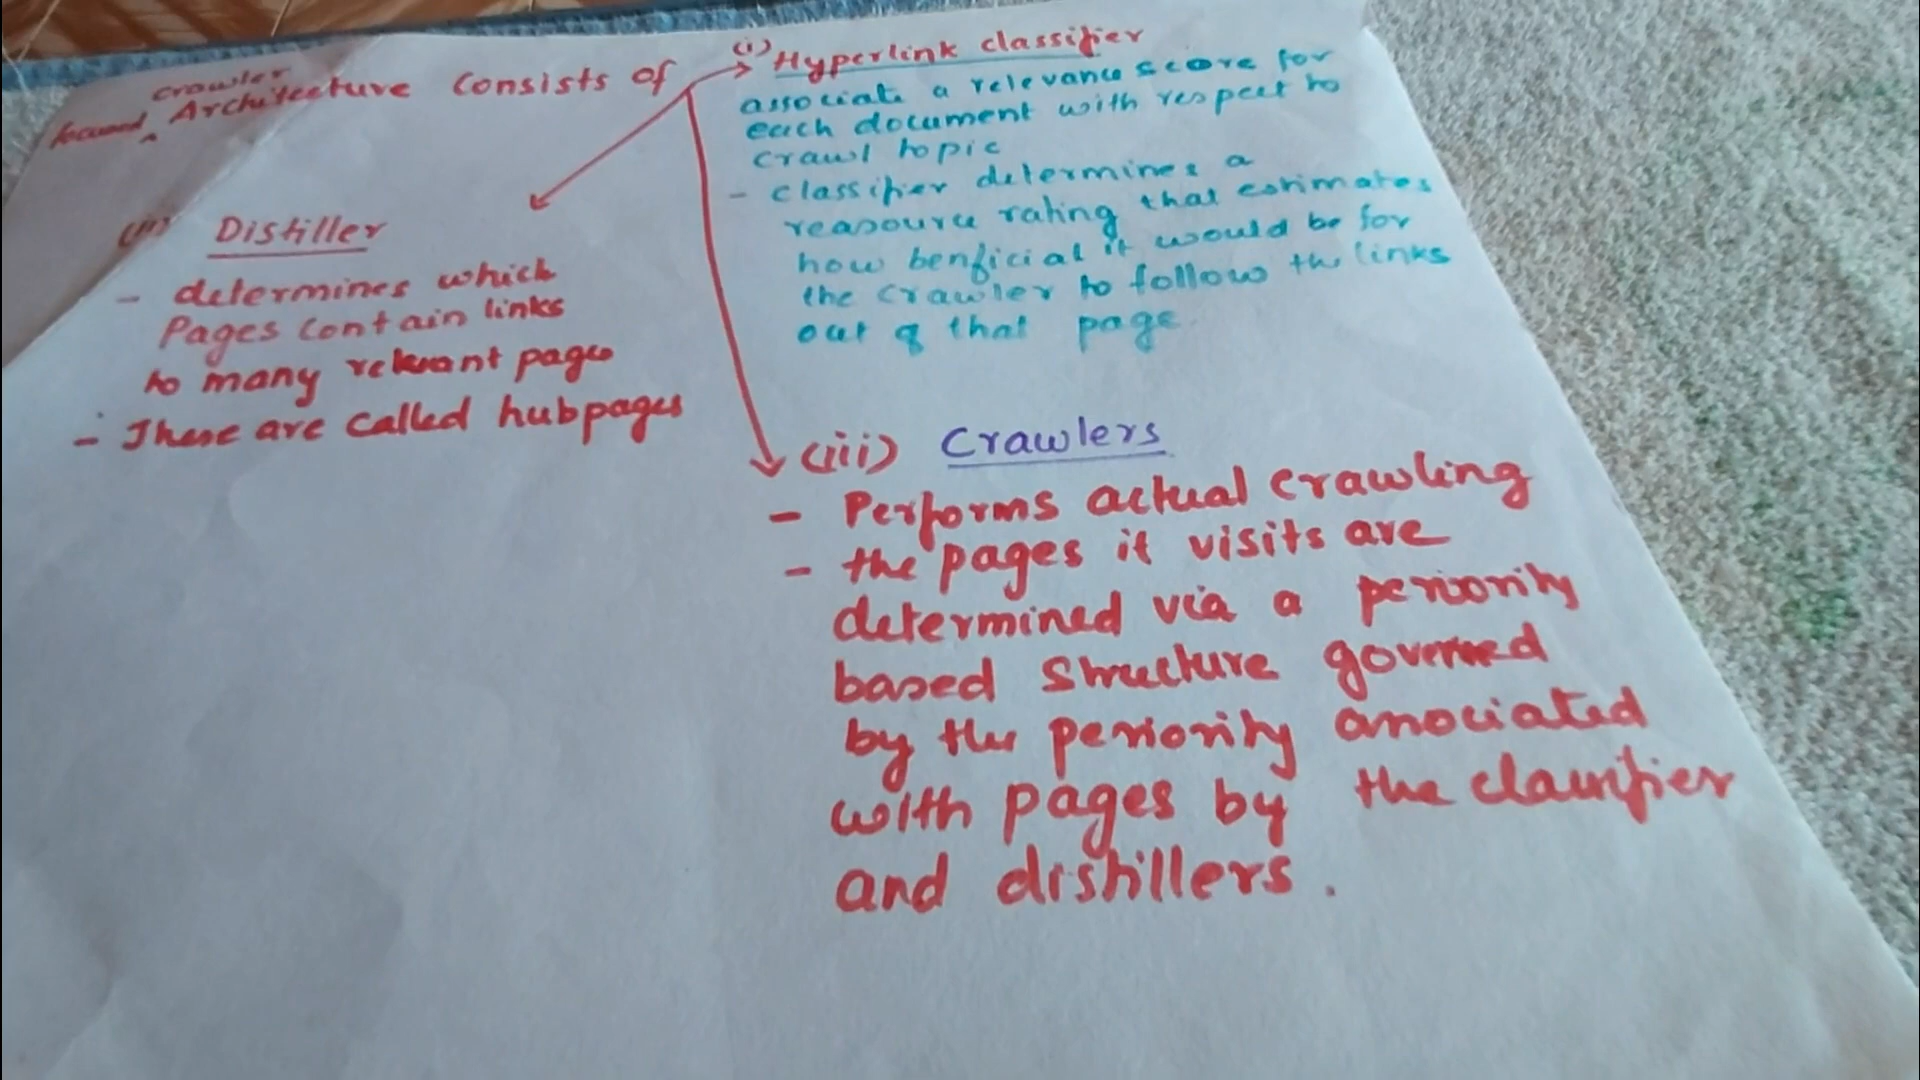 focused crawler Architecture consists of
(i) Hyperlink classifier
associate a relevance score for
each document with respect to
crawl topic
- classifier determines a
reasource rating that estimates
how benficial it would be for
the crawler to follow the links
out of that page
(ii) Distiller
- determines which
Pages contain links
to many relevant pages
- These are called hubpages
(iii) Crawlers
- Performs actual crawling
- the pages it visits are
determined via a periority
based structure governed
by the periority associated
with pages by the classifier
and distillers.